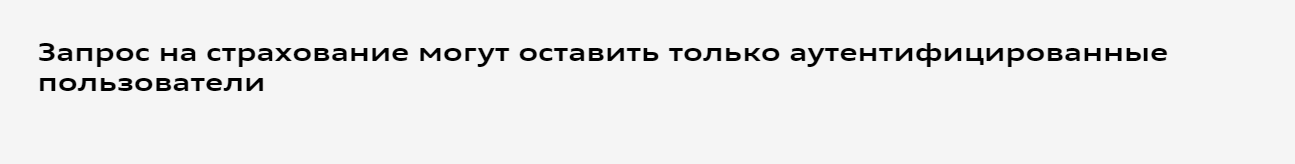 Запрос на страхование могут оставить только аутентифицированные
пользователи